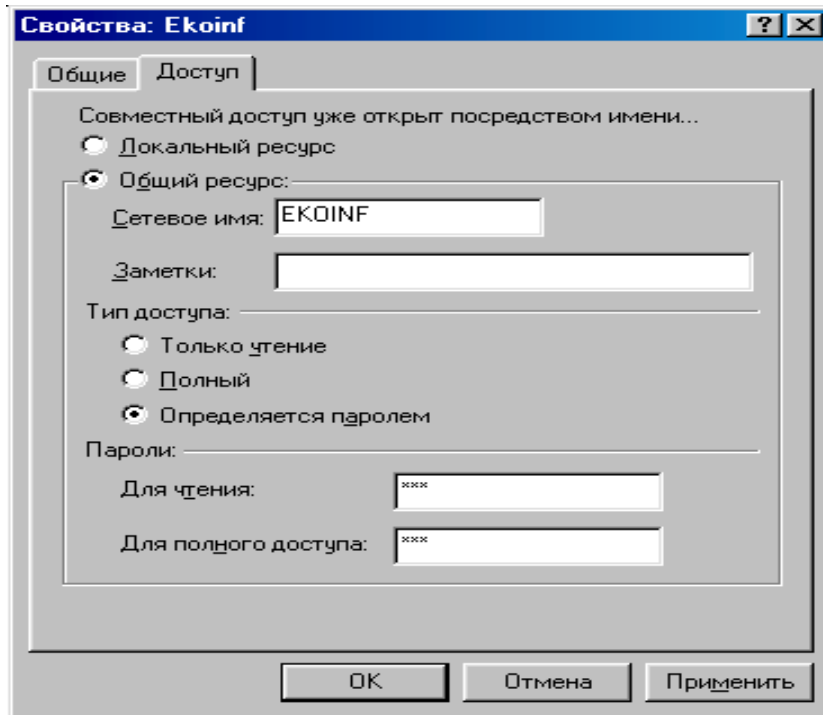 Свойства: Ekoinf
Общие Доступ
Совместный доступ уже открыт посредством имени...
Локальный ресурс
Общий ресурс:
Сетевое имя: EKOINF
Заметки:
Тип доступа:
Только чтение
Полный
Определяется паролем
Пароли:
Для чтения: ***
Для полного доступа: ***
OK Отмена Применить